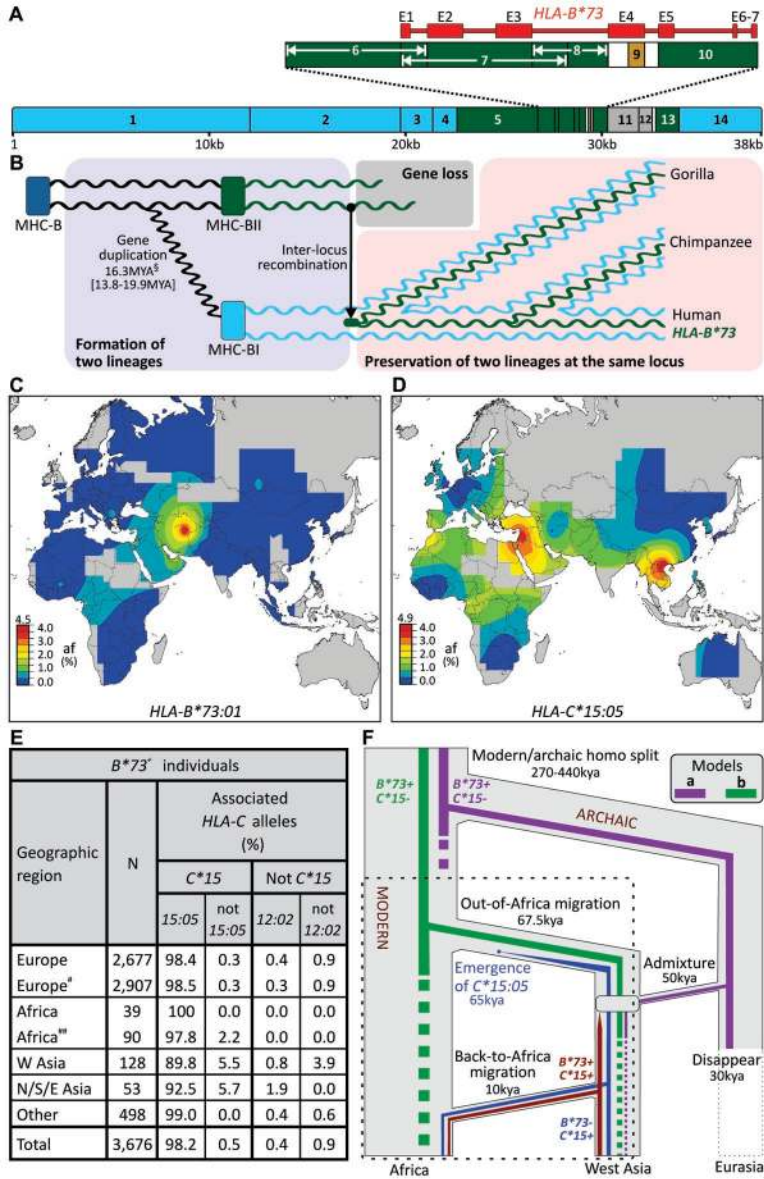 A
HLA-B*73
E1 E2 E3 E4 E5 E6-7
6 8
7 9 10
1 2 3 4 5 11 12 13 14
1 10kb 20kb 30kb 38kb
B
Gene loss
Gorilla
MHC-B MHC-BII
Chimpanzee
Gene
duplication
16.3MYA§
[13.8-19.9MYA]
Inter-locus
recombination
Human
HLA-B*73
Formation of
two lineages
MHC-BI
Preservation of two lineages at the same locus
C
4.5
4.0
3.0
2.0
1.0
0.0
af
(%)
HLA-B*73:01
D
4.9
4.0
3.0
2.0
1.0
0.0
af
(%)
HLA-C*15:05
E
B*73+ individuals
Geographic
region
N
Associated
HLA-C alleles
(%)
C*15 Not C*15
15:05 not 15:05 12:02 not 12:02
Europe 2,677 98.4 0.3 0.4 0.9
Europe# 2,907 98.5 0.3 0.3 0.9
Africa 39 100 0.0 0.0 0.0
Africa## 90 97.8 2.2 0.0 0.0
W Asia 128 89.8 5.5 0.8 3.9
N/S/E Asia 53 92.5 5.7 1.9 0.0
Other 498 99.0 0.0 0.4 0.6
Total 3,676 98.2 0.5 0.4 0.9
F
Modern/archaic homo split
270-440kya
Models
a b
B*73+
C*15-
B*73+
C*15-
ARCHAIC
MODERN
Out-of-Africa migration
67.5kya
Emergence
of C*15:05
65kya
Admixture
50kya
Back-to-Africa
migration
10kya
B*73+
C*15+
Disappear
30kya
B*73-
C*15+
Africa West Asia Eurasia